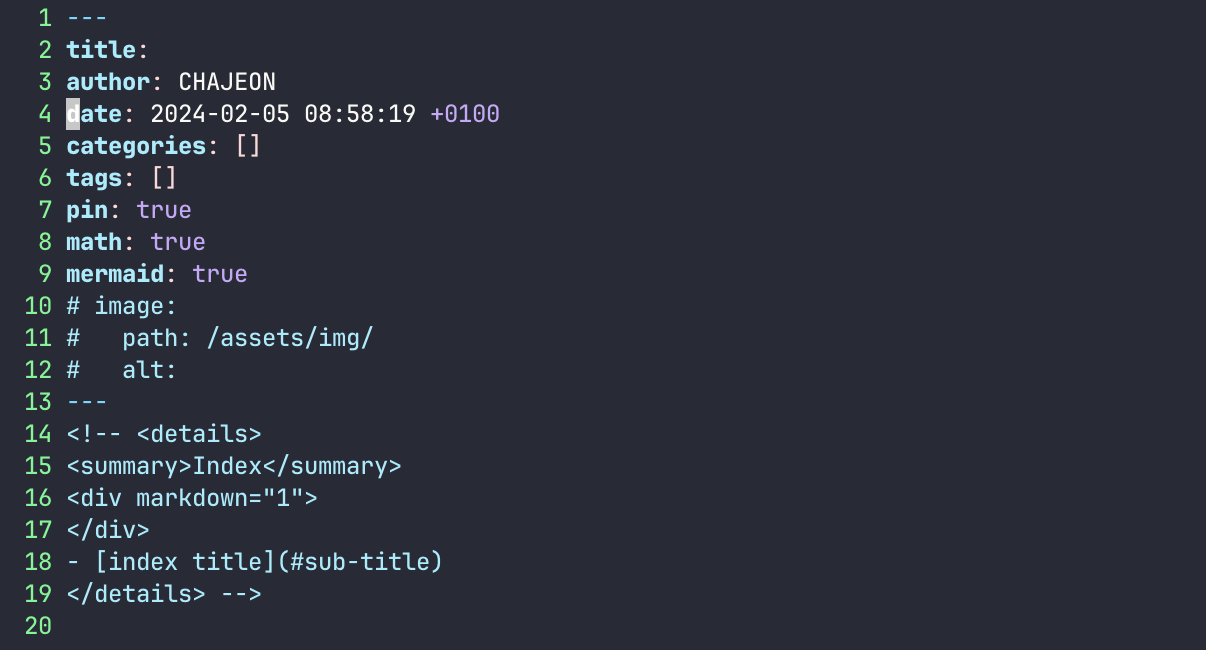 1 ---
2 title:
3 author: CHAJEON
4 date: 2024-02-05 08:58:19 +0100
5 categories: []
6 tags: []
7 pin: true
8 math: true
9 mermaid: true
10 # image:
11 #   path: /assets/img/
12 #   alt:
13 ---
14 <!-- <details>
15 <summary>Index</summary>
16 <div markdown="1">
17 </div>
18 - [index title](#sub-title)
19 </details> -->
20